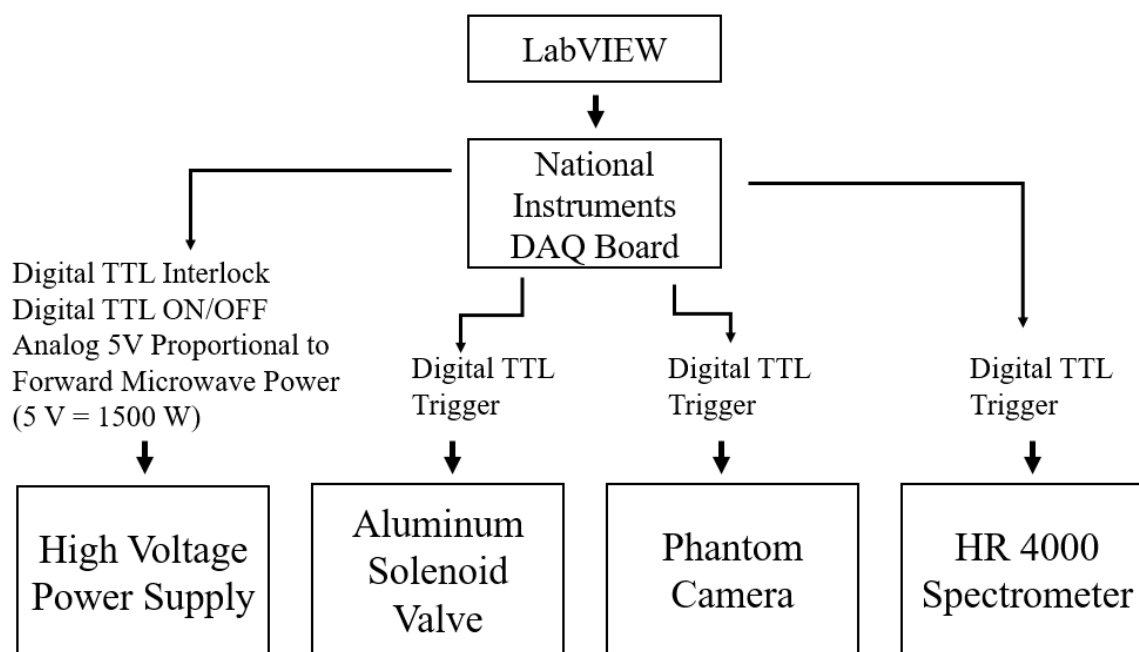 LabVIEW
National
Instruments
DAQ Board
Digital TTL Interlock
Digital TTL ON/OFF
Analog 5V Proportional to
Forward Microwave Power
(5 V = 1500 W)
Digital TTL
Trigger
Digital TTL
Trigger
Digital TTL
Trigger
High Voltage
Power Supply
Aluminum
Solenoid
Valve
Phantom
Camera
HR 4000
Spectrometer